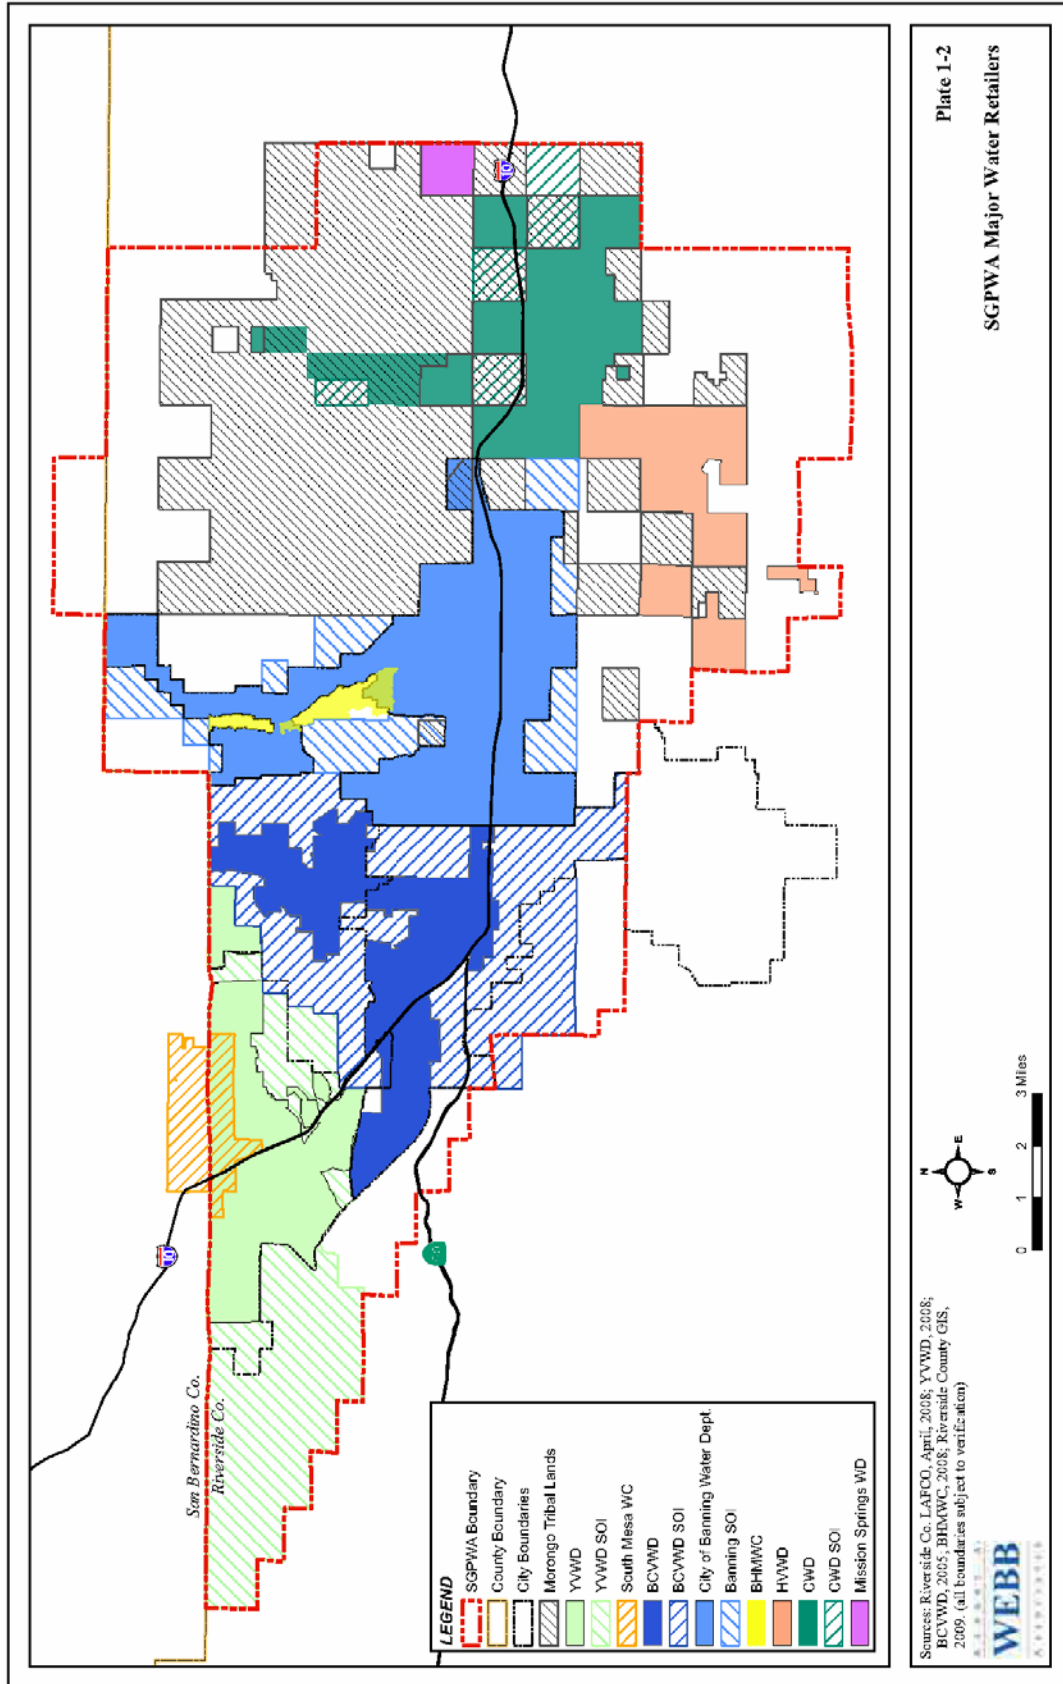 Plate 1-2
SGPWA Major Water Retailers
San Bernardino Co.
Riverside Co.
10
10
LEGEND
SGPWA Boundary
County Boundary
City Boundaries
Morongo Tribal Lands
YVWD
YVWD SOI
South Mesa WC
BCVWD
BCVWD SOI
City of Banning Water Dept.
Banning SOI
BHMWC
HVWD
CWD
CWD SOI
Mission Springs WD
N
W
E
S
0 1 2 3 Miles
Sources: Riverside Co. LAFCO, April, 2008; YVWD, 2008;
BCVWD, 2005; BHMWC, 2008; Riverside County GIS,
2009. (all boundaries subject to verification)
WEBB